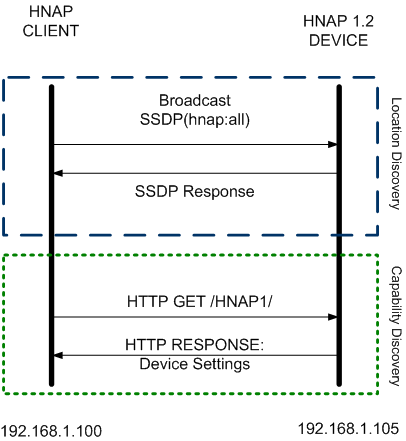 HNAP
CLIENT
HNAP 1.2
DEVICE
Broadcast
SSDP(hnap:all)
SSDP Response
Location Discovery
HTTP GET /HNAP1/
HTTP RESPONSE:
Device Settings
Capability Discovery
192.168.1.100
192.168.1.105